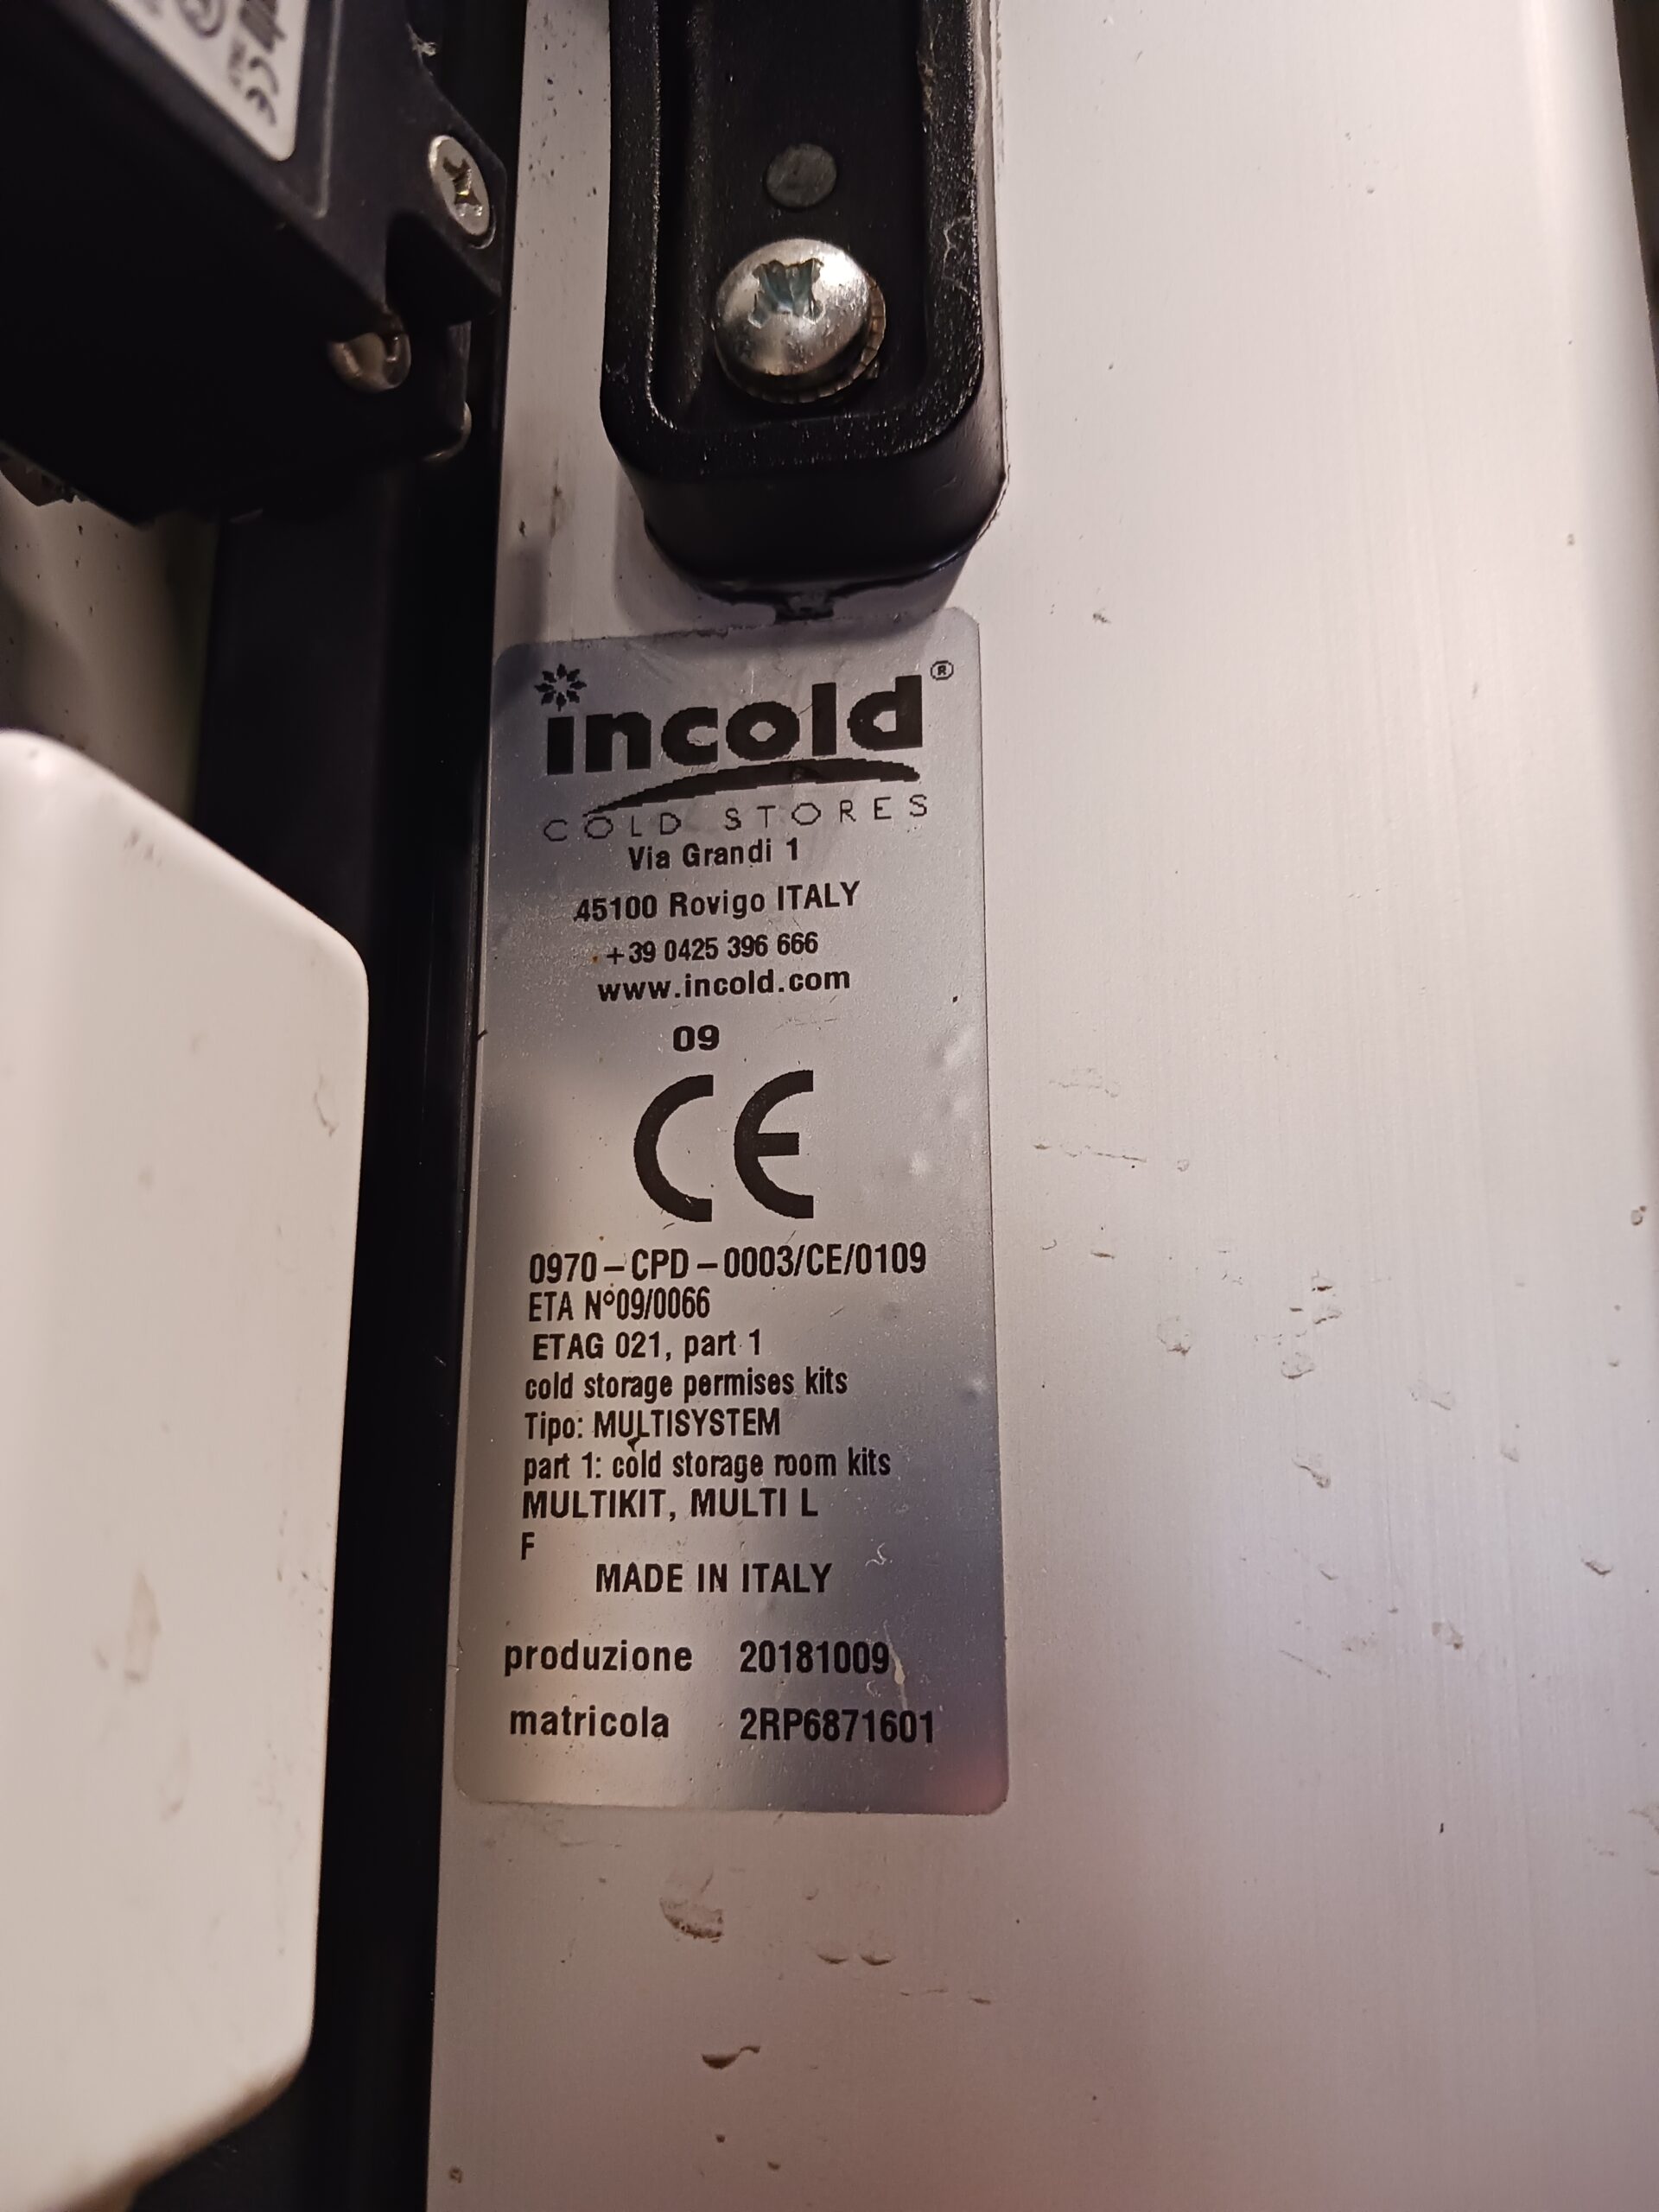 CE
incold®
COLD STORES
Via Grandi 1
45100 Rovigo ITALY
+39 0425 396 666
www.incold.com
09
CE
0970-CPD-0003/CE/0109
ETA N°09/0066
ETAG 021, part 1
cold storage permises kits
Tipo: MULTISYSTEM
part 1: cold storage room kits
MULTIKIT, MULTI L
F
MADE IN ITALY
produzione 20181009
matricola 2RP6871601